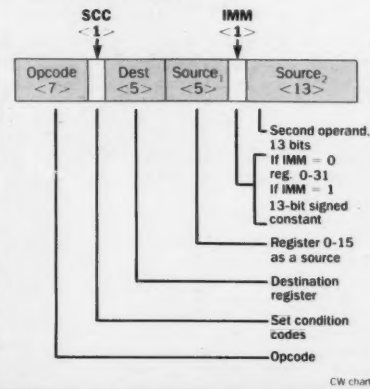 SCC
<1>
IMM
<1>
Opcode
<7>
Dest
<5>
Source1
<5>
Source2
<13>
Second operand,
13 bits
If IMM = 0
reg. 0-31
If IMM = 1
13-bit signed
constant
Register 0-15
as a source
Destination
register
Set condition
codes
Opcode
CW chart